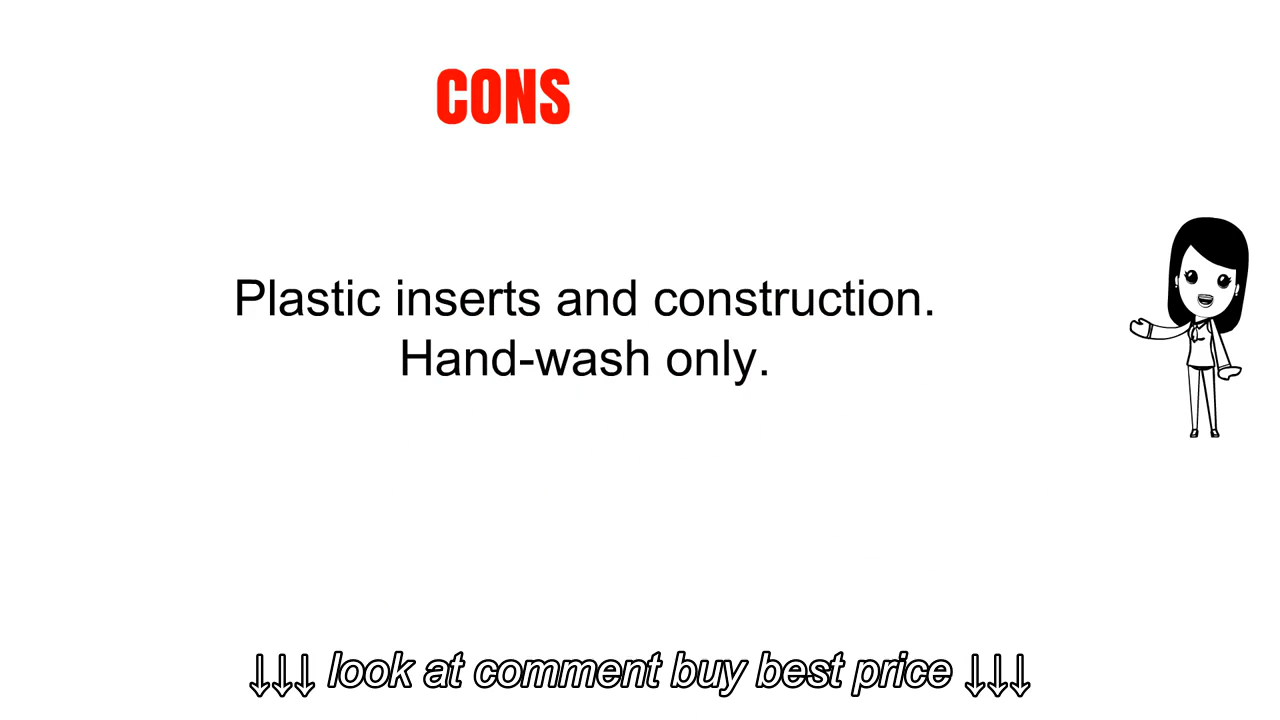 CONS
Plastic inserts and construction.
Hand-wash only.
↓↓↓ look at comment buy best price ↓↓↓